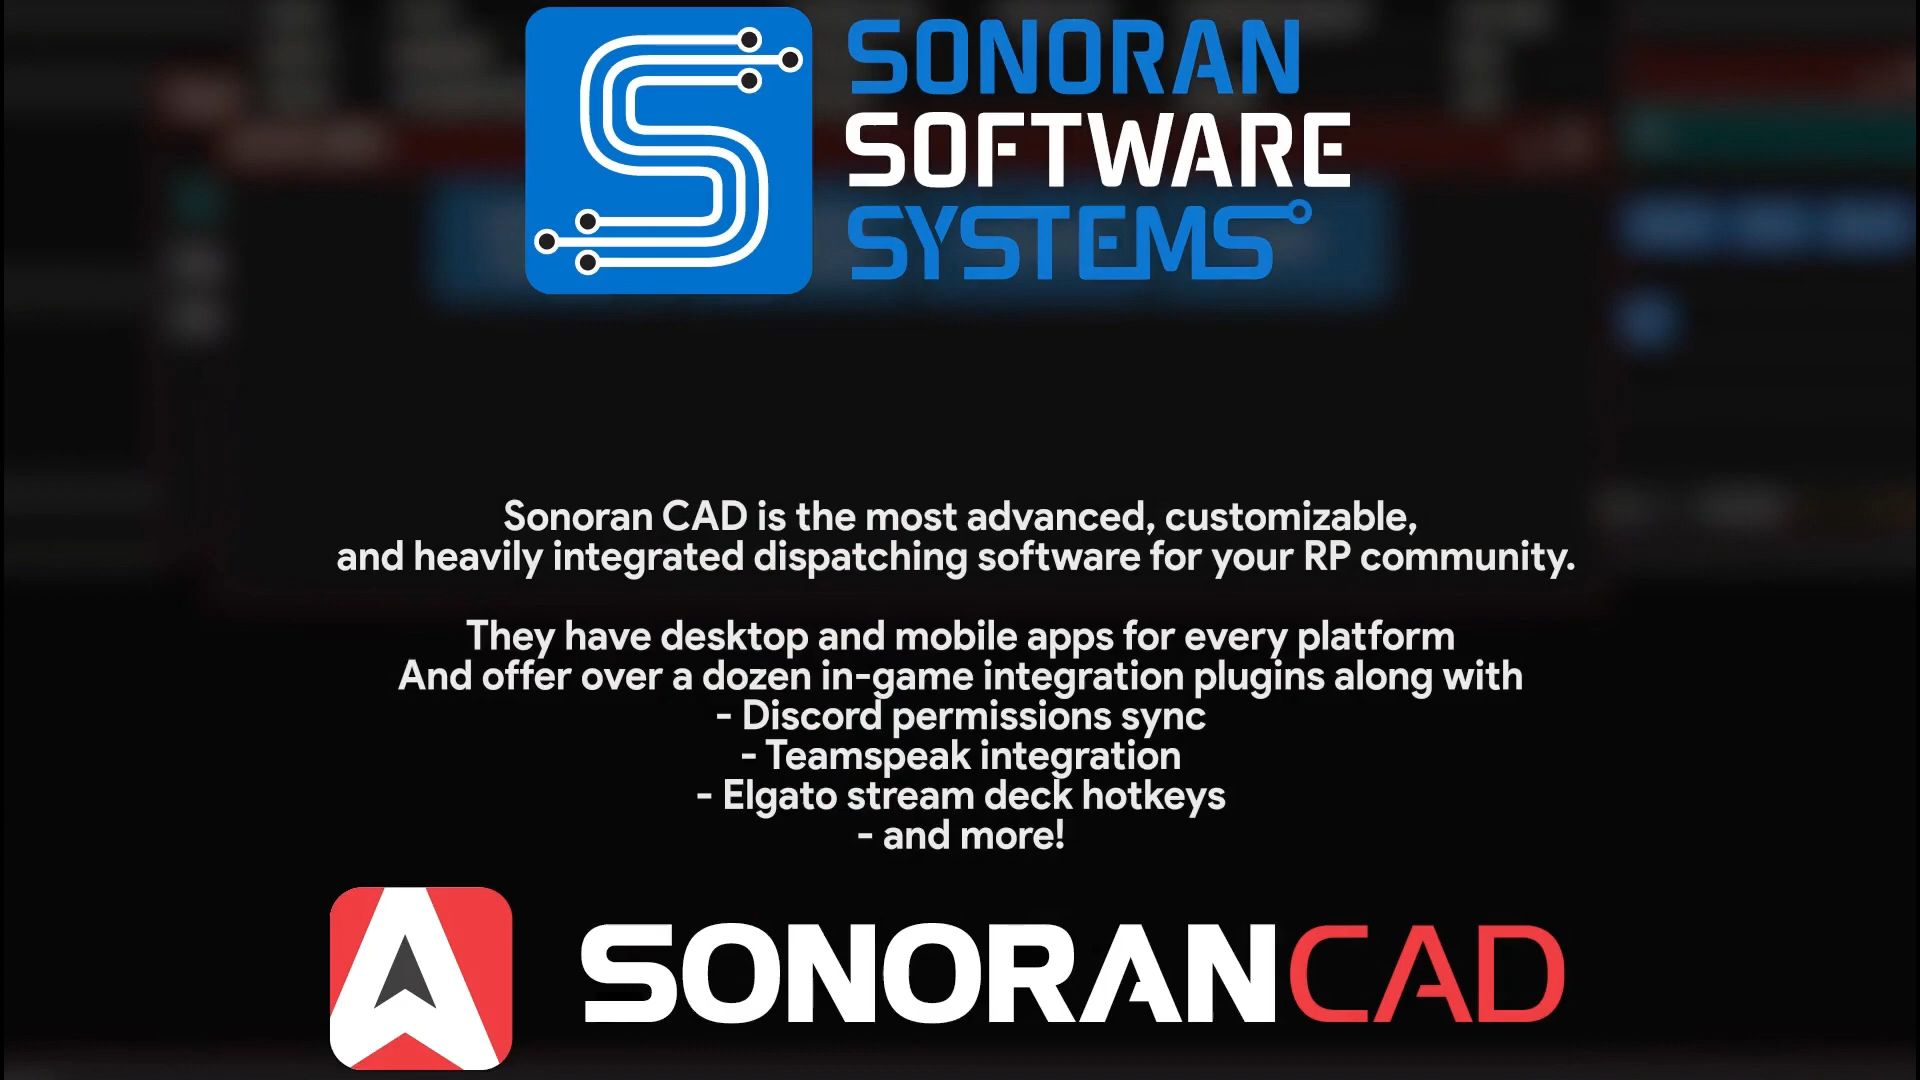 SONORAN
SOFTWARE
SYSTEMS
Sonoran CAD is the most advanced, customizable,
and heavily integrated dispatching software for your RP community.
They have desktop and mobile apps for every platform
And offer over a dozen in-game integration plugins along with
- Discord permissions sync
- Teamspeak integration
- Elgato stream deck hotkeys
- and more!
SONORANCAD